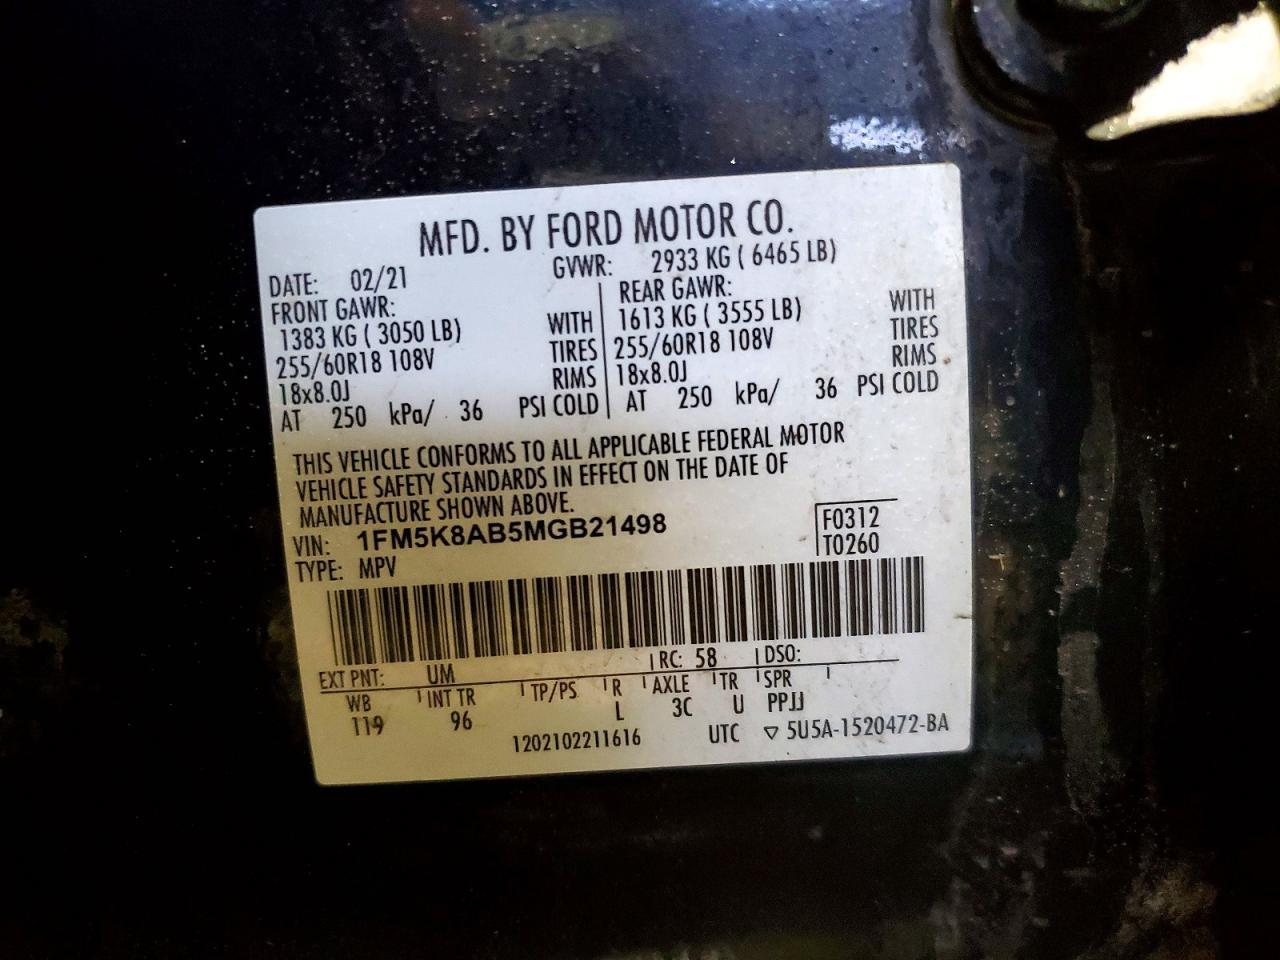 MFD. BY FORD MOTOR CO.
DATE: 02/21 GVWR: 2933 KG ( 6465 LB)
FRONT GAWR: REAR GAWR:
1383 KG ( 3050 LB) WITH 1613 KG ( 3555 LB) WITH
255/60R18 108V TIRES 255/60R18 108V TIRES
18x8.0J RIMS 18x8.0J RIMS
AT 250 kPa/ 36 PSI COLD AT 250 kPa/ 36 PSI COLD
THIS VEHICLE CONFORMS TO ALL APPLICABLE FEDERAL MOTOR
VEHICLE SAFETY STANDARDS IN EFFECT ON THE DATE OF
MANUFACTURE SHOWN ABOVE.
VIN: 1FM5K8AB5MGB21498 F0312
TYPE: MPV T0260
EXT PNT: UM RC: 58 DSO:
WB INT TR TP/PS R AXLE TR SPR
119 96 L 3C U PPJJ
1202102211616 UTC ▽ 5U5A-1520472-BA